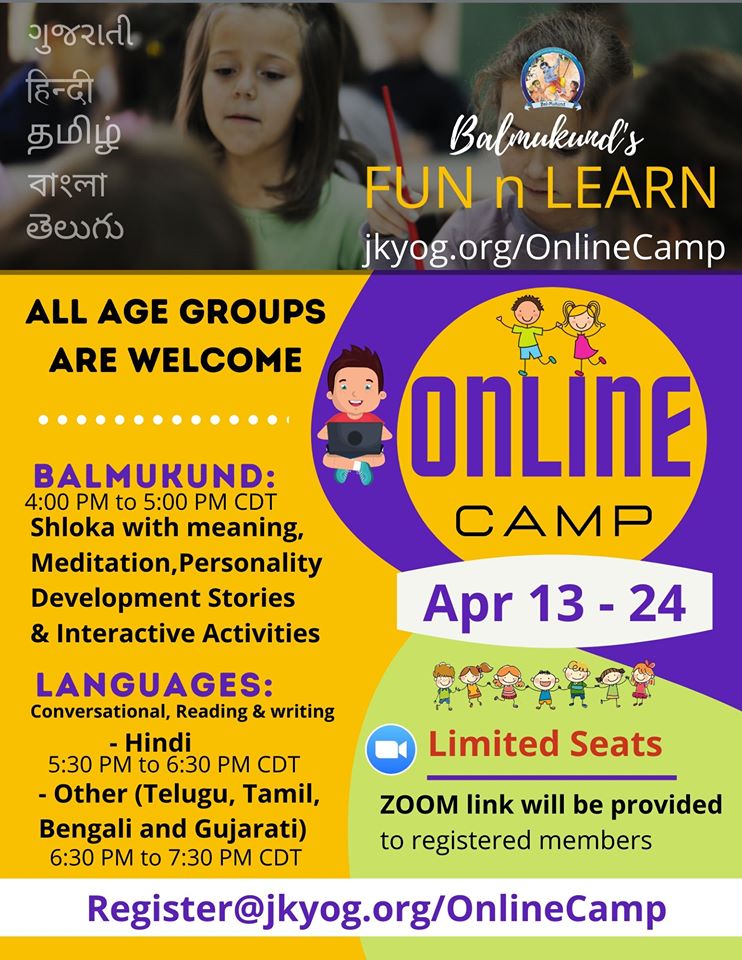 ગુજરાતી
हिन्दी
தமிழ்
বাংলা
తెలుగు
Bal-Mukund
Balmukund's
FUN n LEARN
jkyog.org/OnlineCamp
ALL AGE GROUPS
ARE WELCOME
ONLINE
CAMP
Apr 13 - 24
BALMUKUND:
4:00 PM to 5:00 PM CDT
Shloka with meaning,
Meditation,Personality
Development Stories
& Interactive Activities
LANGUAGES:
Conversational, Reading & writing
- Hindi
5:30 PM to 6:30 PM CDT
- Other (Telugu, Tamil,
Bengali and Gujarati)
6:30 PM to 7:30 PM CDT
Limited Seats
ZOOM link will be provided
to registered members
Register@jkyog.org/OnlineCamp